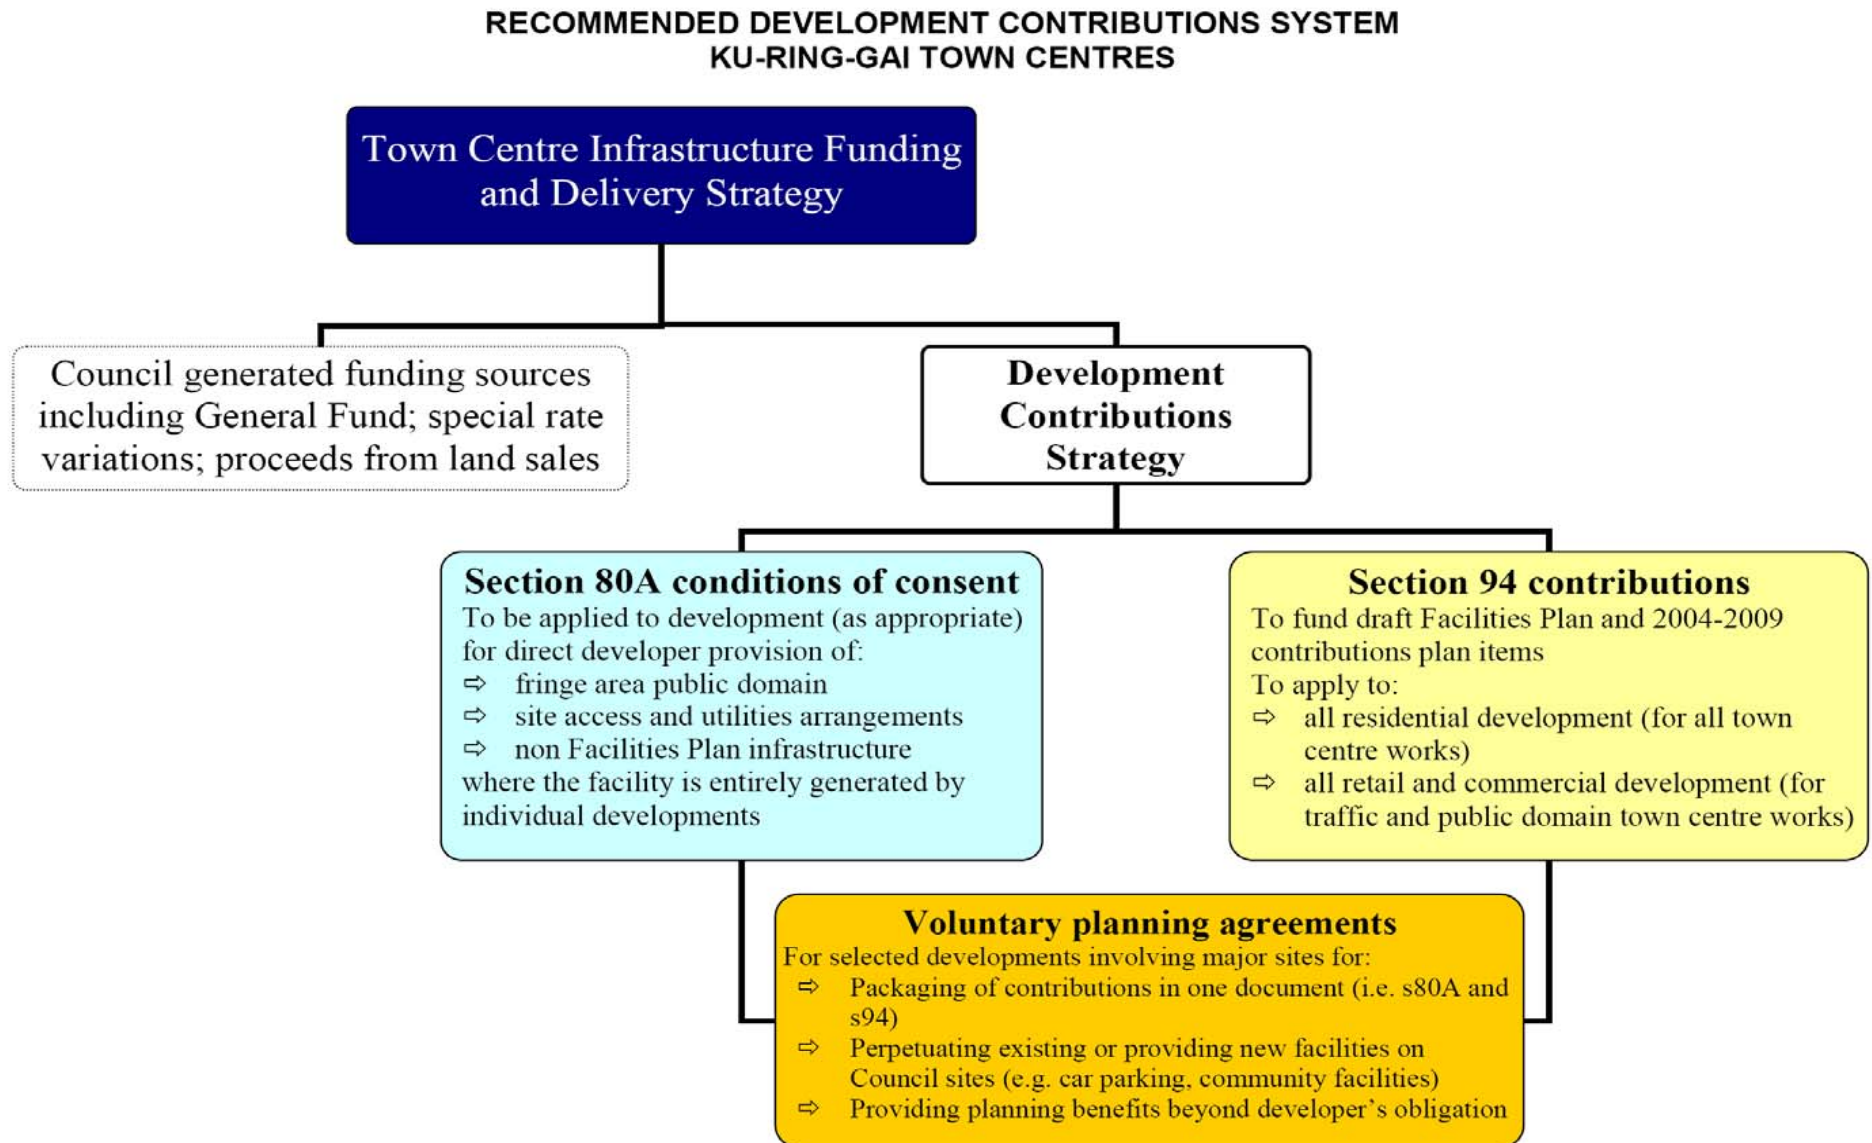 RECOMMENDED DEVELOPMENT CONTRIBUTIONS SYSTEM
KU-RING-GAI TOWN CENTRES
Town Centre Infrastructure Funding
and Delivery Strategy
Council generated funding sources
including General Fund; special rate
variations; proceeds from land sales
Development
Contributions
Strategy
Section 80A conditions of consent
To be applied to development (as appropriate)
for direct developer provision of:
⇨ fringe area public domain
⇨ site access and utilities arrangements
⇨ non Facilities Plan infrastructure
where the facility is entirely generated by
individual developments
Section 94 contributions
To fund draft Facilities Plan and 2004-2009
contributions plan items
To apply to:
⇨ all residential development (for all town
centre works)
⇨ all retail and commercial development (for
traffic and public domain town centre works)
Voluntary planning agreements
For selected developments involving major sites for:
⇨ Packaging of contributions in one document (i.e. s80A and
s94)
⇨ Perpetuating existing or providing new facilities on
Council sites (e.g. car parking, community facilities)
⇨ Providing planning benefits beyond developer's obligation